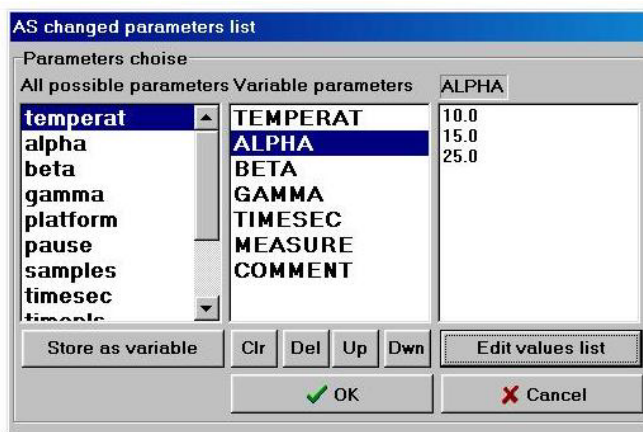 AS changed parameters list
Parameters choise
All possible parameters Variable parameters ALPHA
temperat
alpha
beta
gamma
platform
pause
samples
timesec
timepls
TEMPERAT
ALPHA
BETA
GAMMA
TIMESEC
MEASURE
COMMENT
10.0
15.0
25.0
Store as variable Clr Del Up Dwn Edit values list
OK Cancel